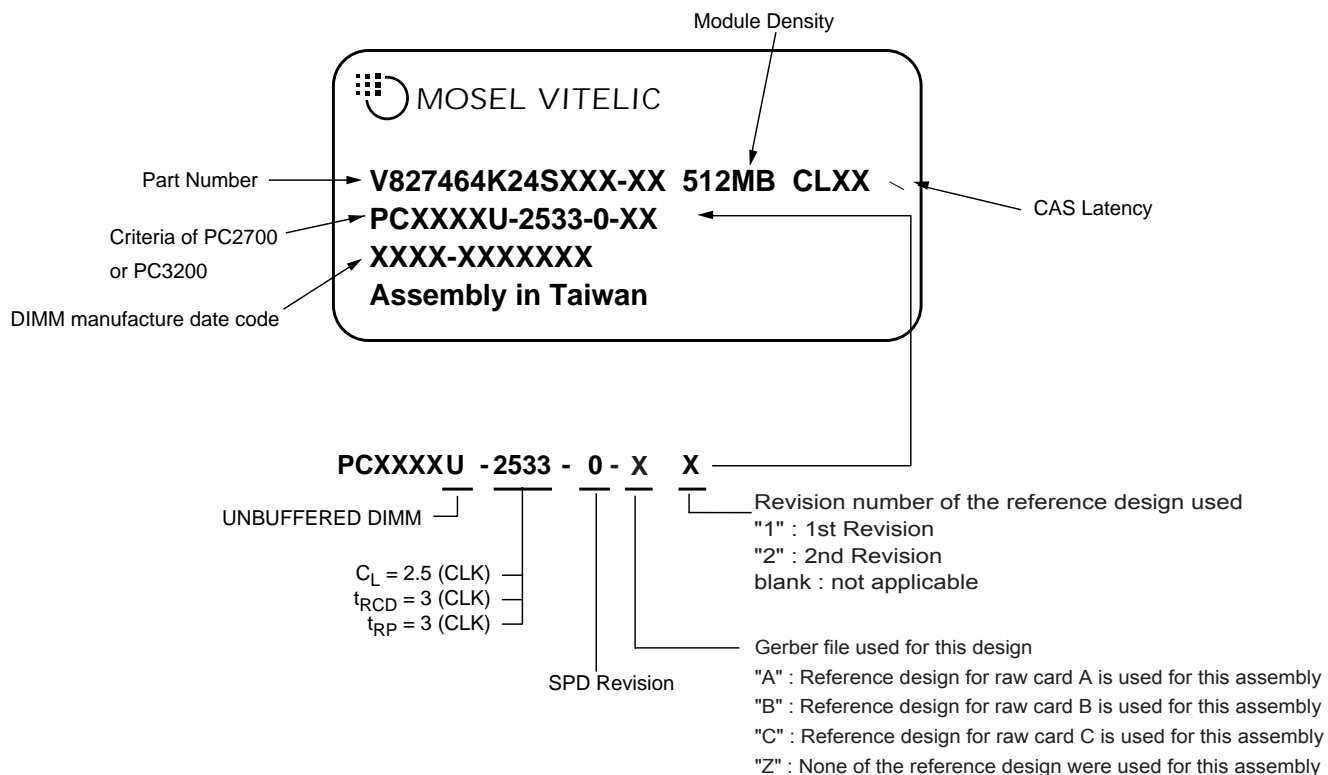 Module Density
MOSEL VITELIC
Part Number
V827464K24SXXX-XX 512MB CLXX
CAS Latency
PCXXXXU-2533-0-XX
Criteria of PC2700
or PC3200
XXXX-XXXXXXX
Assembly in Taiwan
DIMM manufacture date code
PCXXXXU - 2533 - 0 - X X
UNBUFFERED DIMM
Revision number of the reference design used
"1" : 1st Revision
"2" : 2nd Revision
blank : not applicable
CL = 2.5 (CLK)
tRCD = 3 (CLK)
tRP = 3 (CLK)
SPD Revision
Gerber file used for this design
"A" : Reference design for raw card A is used for this assembly
"B" : Reference design for raw card B is used for this assembly
"C" : Reference design for raw card C is used for this assembly
"Z" : None of the reference design were used for this assembly